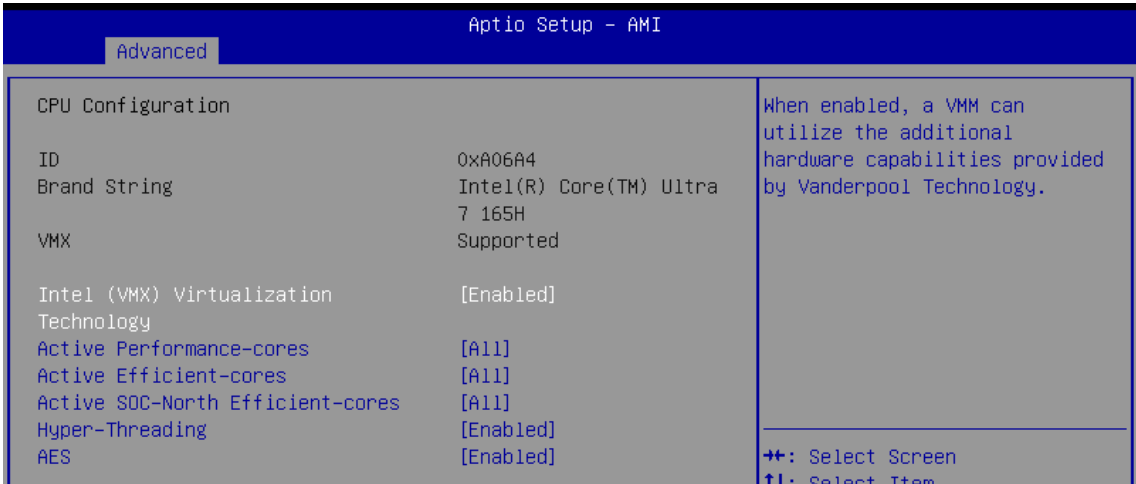 Aptio Setup – AMI
Advanced
CPU Configuration
ID 0xA06A4
Brand String Intel(R) Core(TM) Ultra
7 165H
VMX Supported
Intel (VMX) Virtualization [Enabled]
Technology
Active Performance-cores [All]
Active Efficient-cores [All]
Active SOC-North Efficient-cores [All]
Hyper-Threading [Enabled]
AES [Enabled]
When enabled, a VMM can
utilize the additional
hardware capabilities provided
by Vanderpool Technology.
→←: Select Screen
↑↓: Select Item